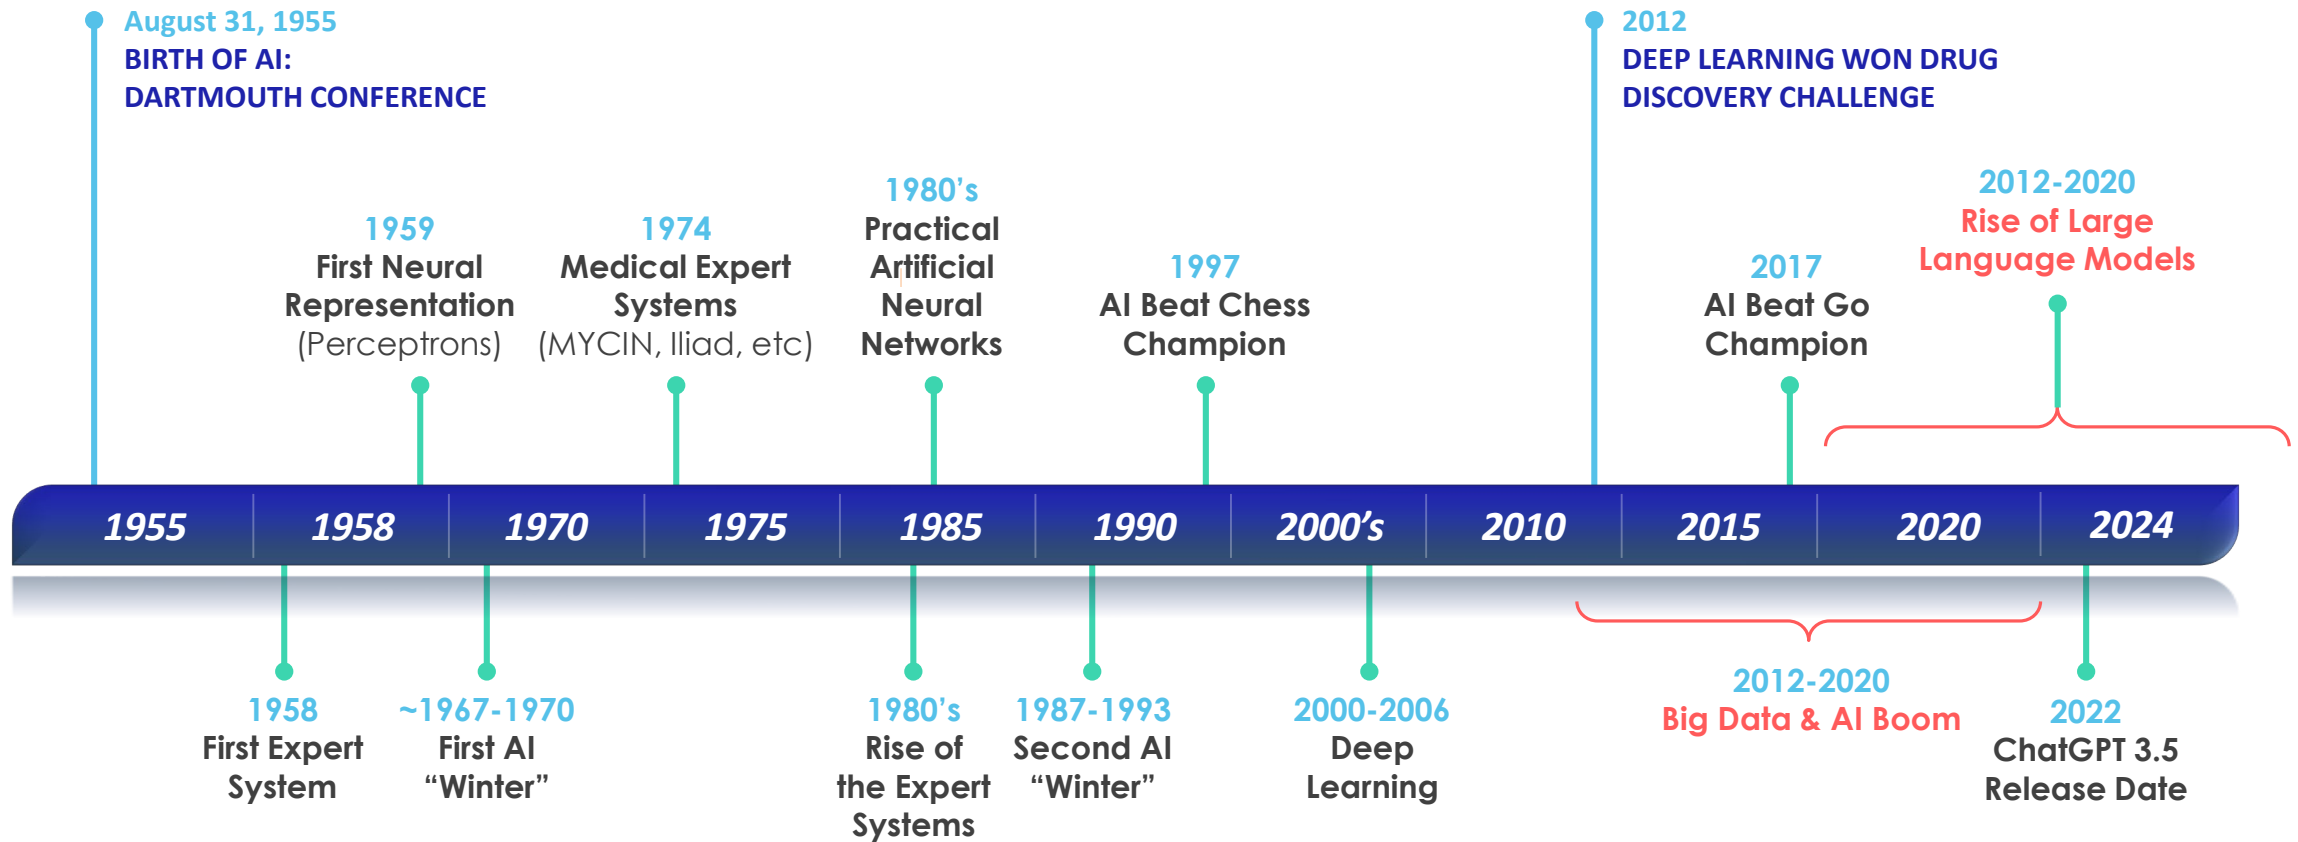 August 31, 1955
BIRTH OF AI:
DARTMOUTH CONFERENCE
2012
DEEP LEARNING WON DRUG
DISCOVERY CHALLENGE
1959
First Neural
Representation
(Perceptrons)
1974
Medical Expert
Systems
(MYCIN, Iliad, etc)
1980’s
Practical
Artificial
Neural
Networks
1997
AI Beat Chess
Champion
2017
AI Beat Go
Champion
2012-2020
Rise of Large
Language Models
1955
1958
1970
1975
1985
1990
2000’s
2010
2015
2020
2024
1958
First Expert
System
~1967-1970
First AI
“Winter”
1980’s
Rise of
the Expert
Systems
1987-1993
Second AI
“Winter”
2000-2006
Deep
Learning
2012-2020
Big Data & AI Boom
2022
ChatGPT 3.5
Release Date